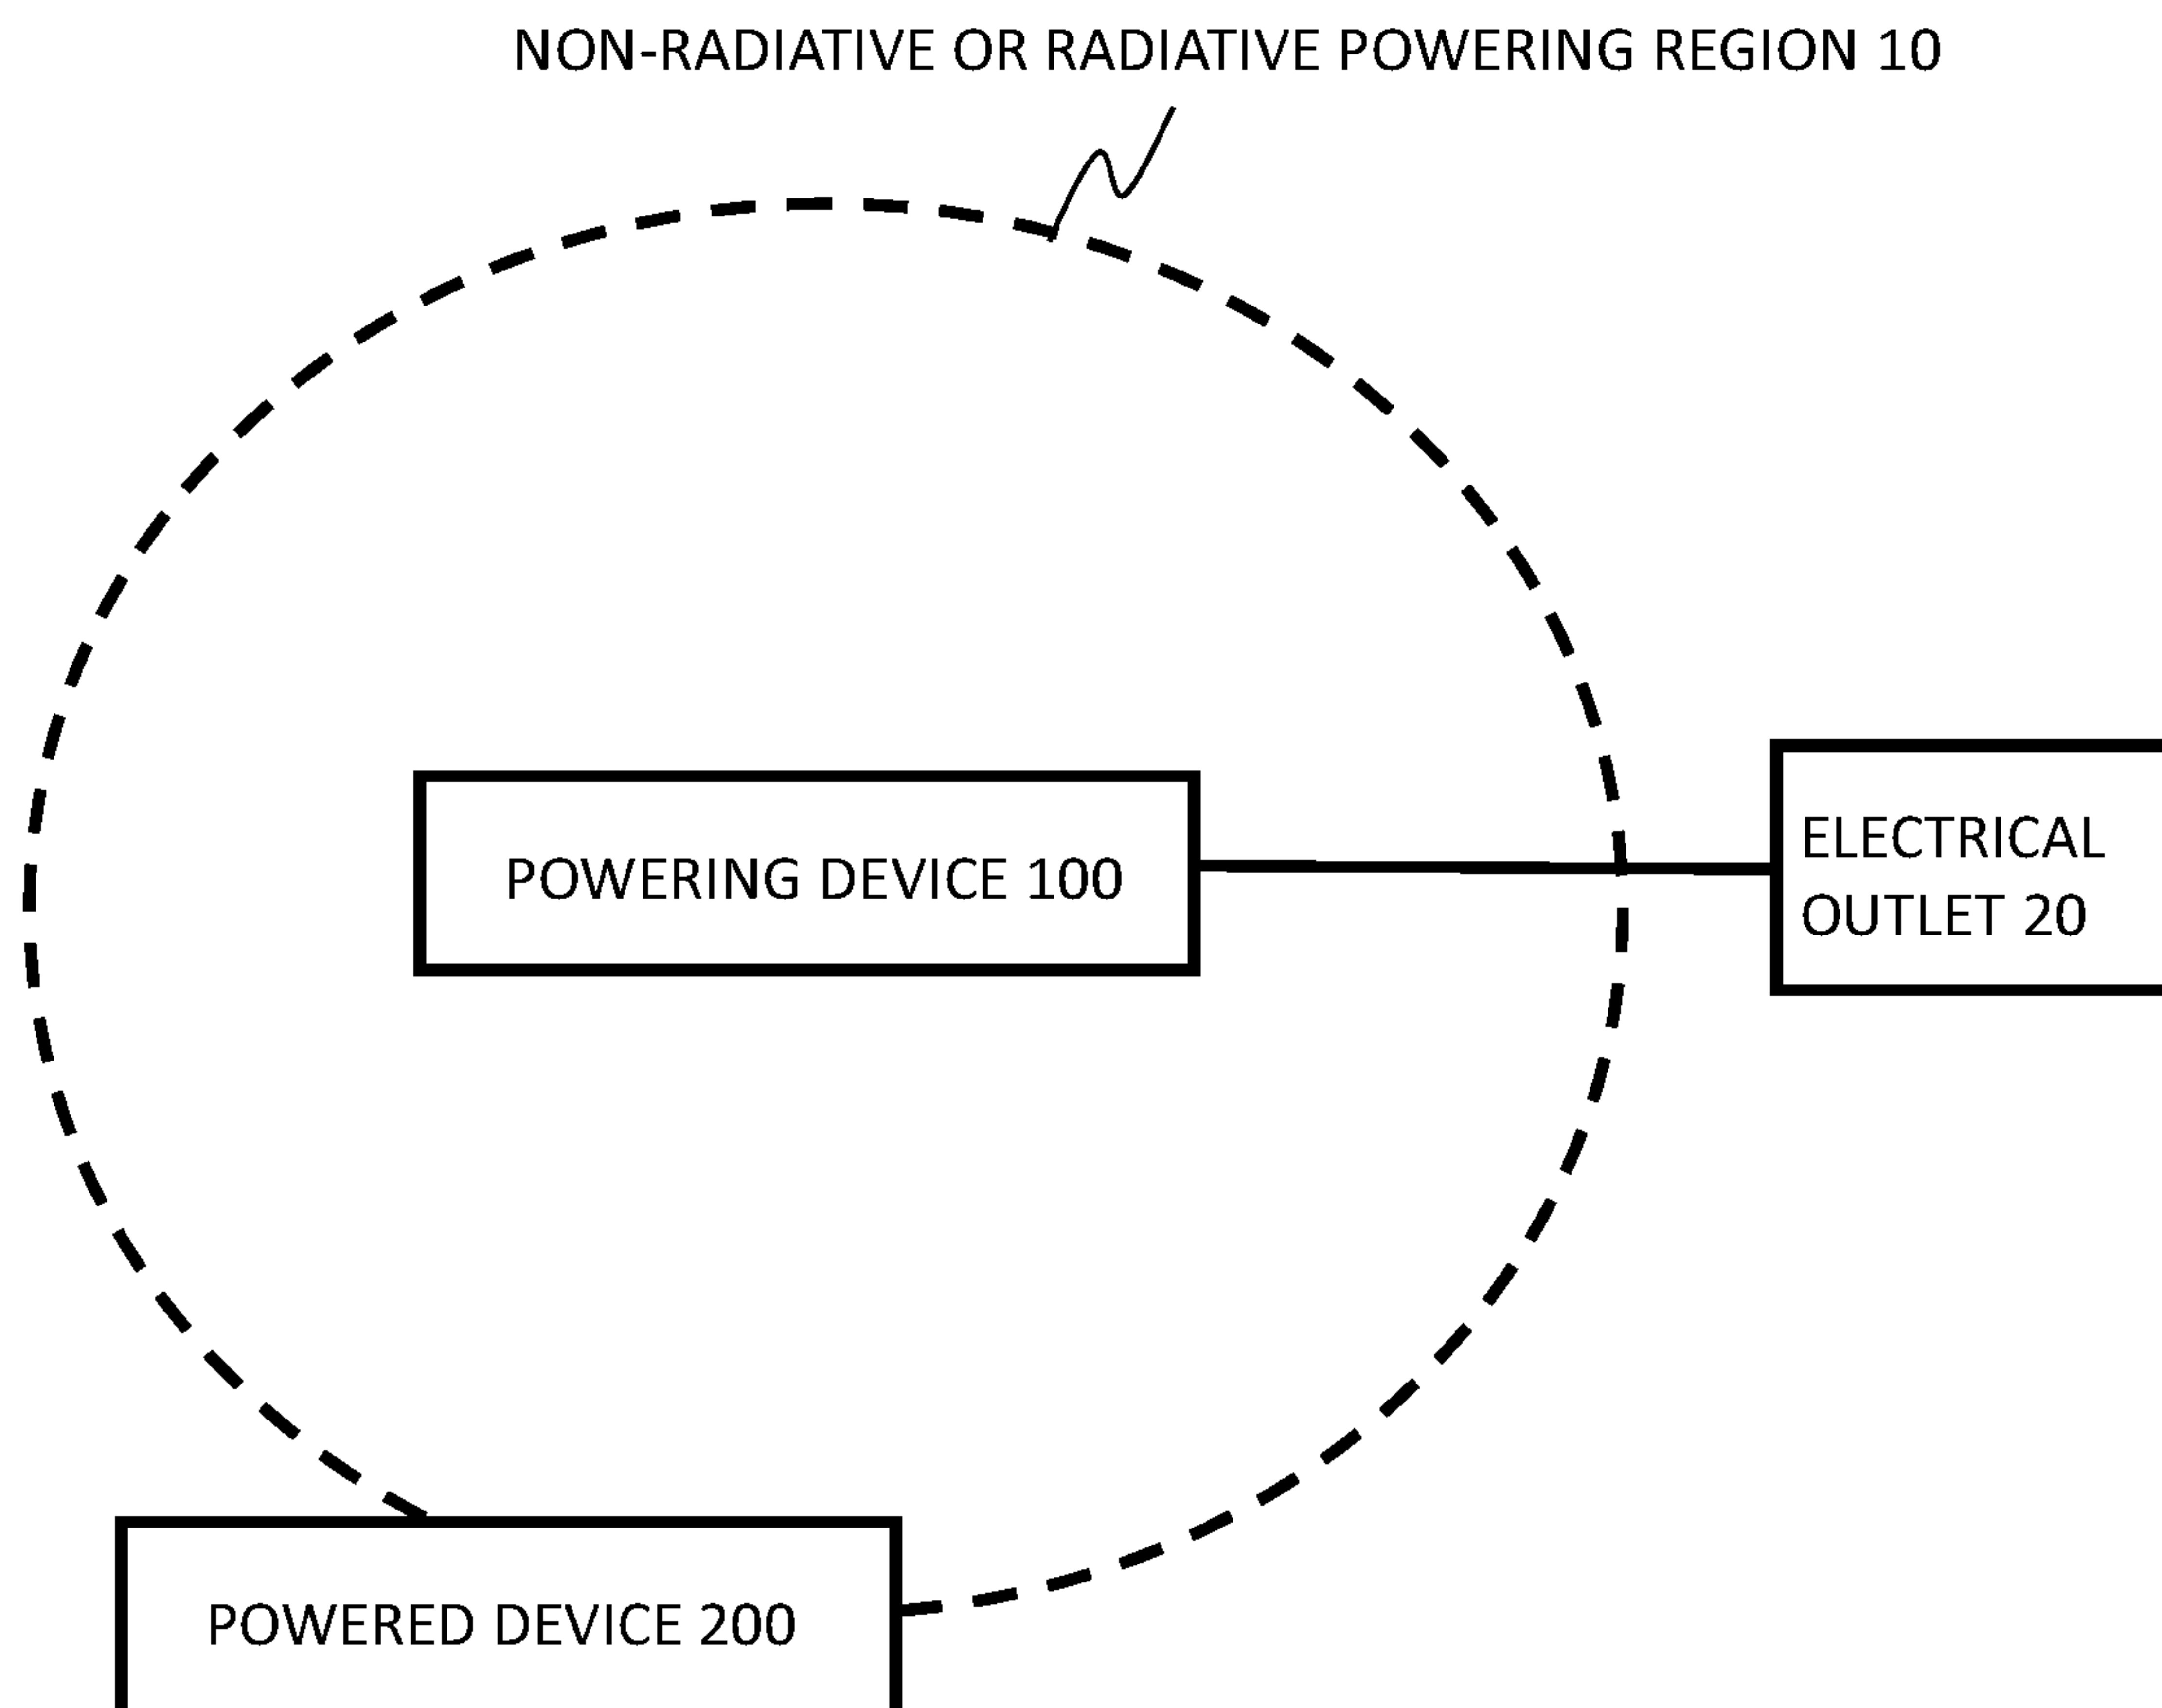 NON-RADIATIVE OR RADIATIVE POWERING REGION 10
POWERING DEVICE 100
ELECTRICAL
OUTLET 20
POWERED DEVICE 200